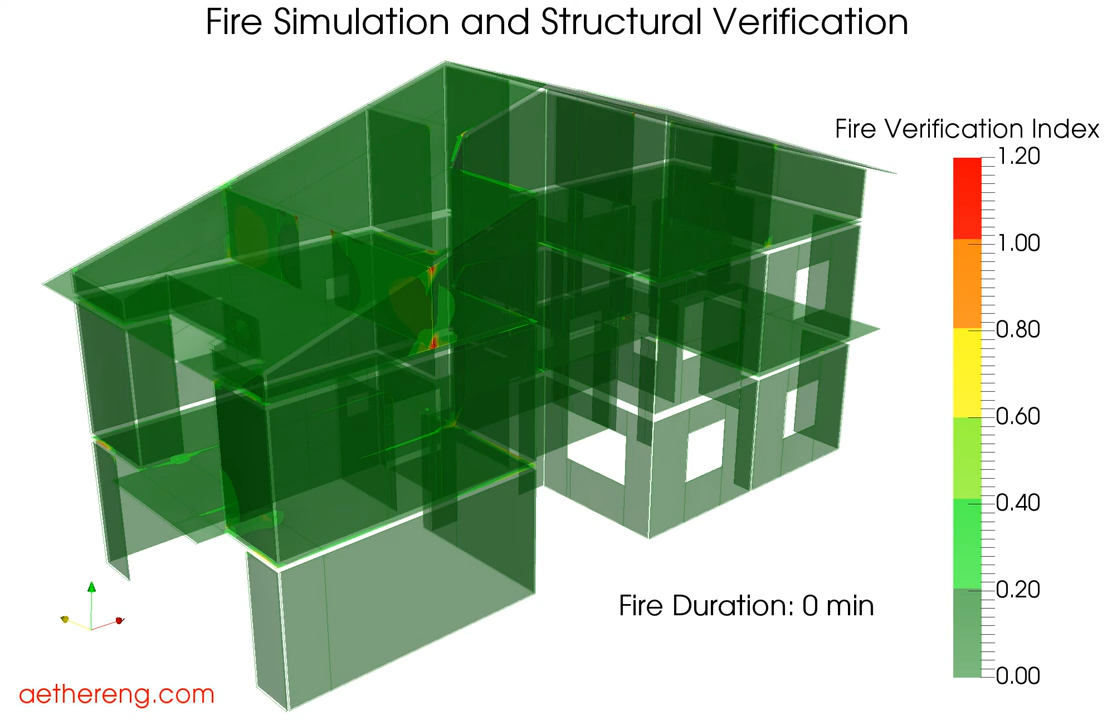 Fire Simulation and Structural Verification
Fire Verification Index
1.20
1.00
0.80
0.60
0.40
0.20
0.00
Fire Duration: 0 min
aethereng.com